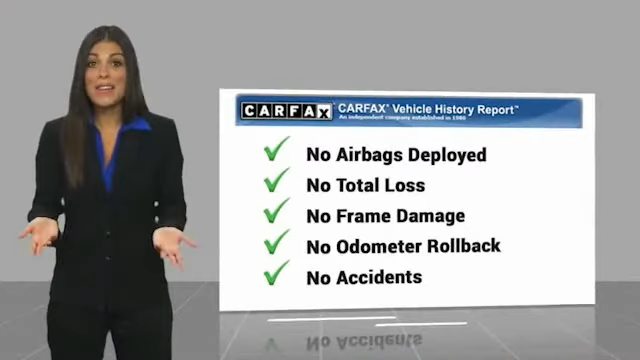 CARFAX CARFAX® Vehicle History Report™
An independent company established in 1986
No Airbags Deployed
No Total Loss
No Frame Damage
No Odometer Rollback
No Accidents